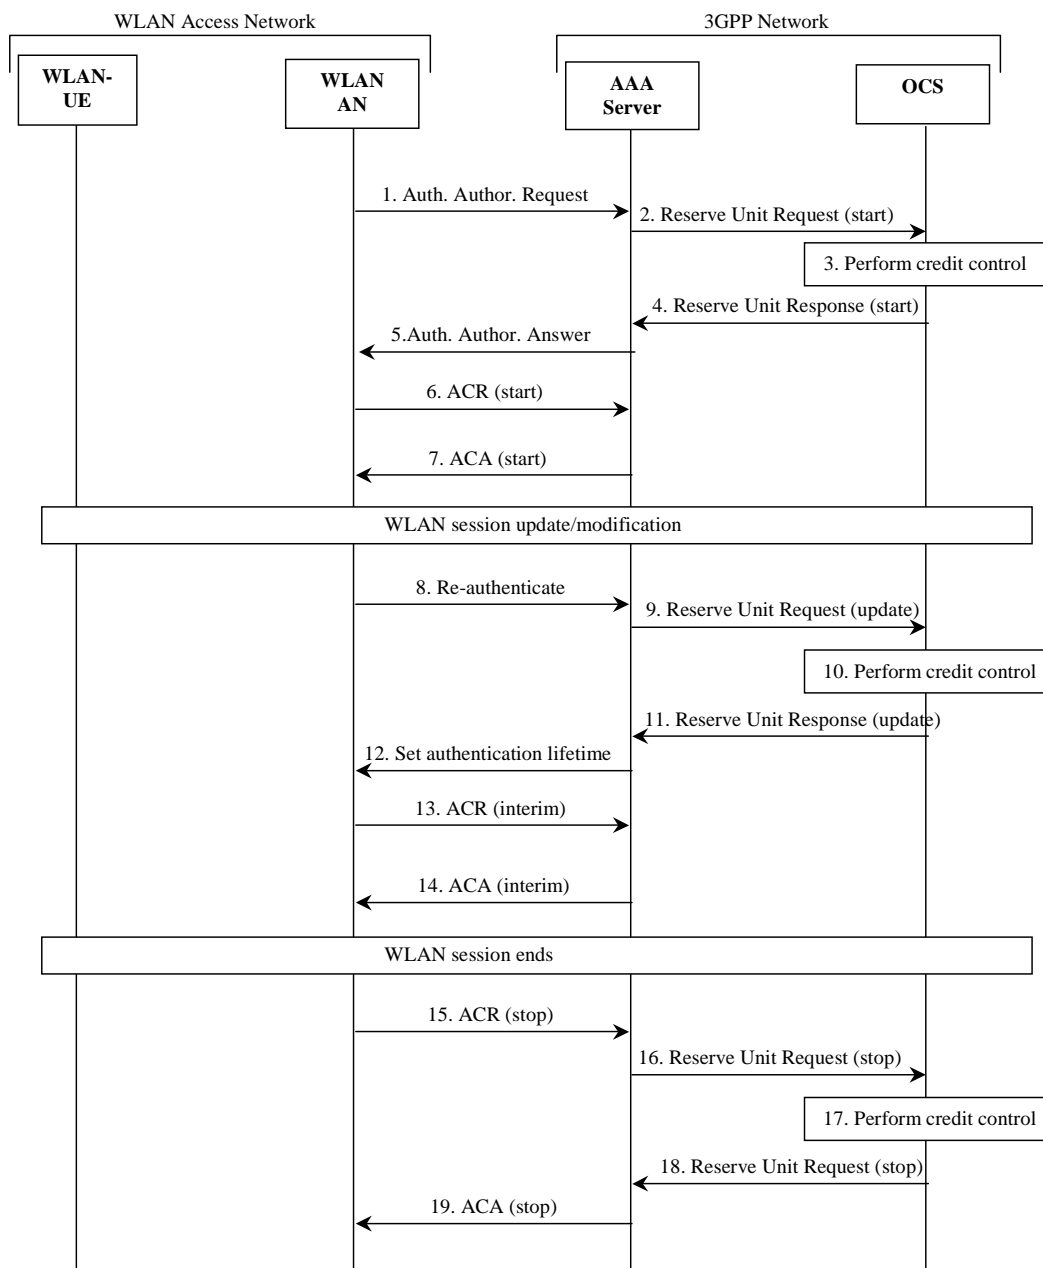 WLAN Access Network
3GPP Network
WLAN-
UE
WLAN
AN
AAA
Server
OCS
1. Auth. Author. Request
2. Reserve Unit Request (start)
3. Perform credit control
4. Reserve Unit Response (start)
5.Auth. Author. Answer
6. ACR (start)
7. ACA (start)
WLAN session update/modification
8. Re-authenticate
9. Reserve Unit Request (update)
10. Perform credit control
11. Reserve Unit Response (update)
12. Set authentication lifetime
13. ACR (interim)
14. ACA (interim)
WLAN session ends
15. ACR (stop)
16. Reserve Unit Request (stop)
17. Perform credit control
18. Reserve Unit Request (stop)
19. ACA (stop)